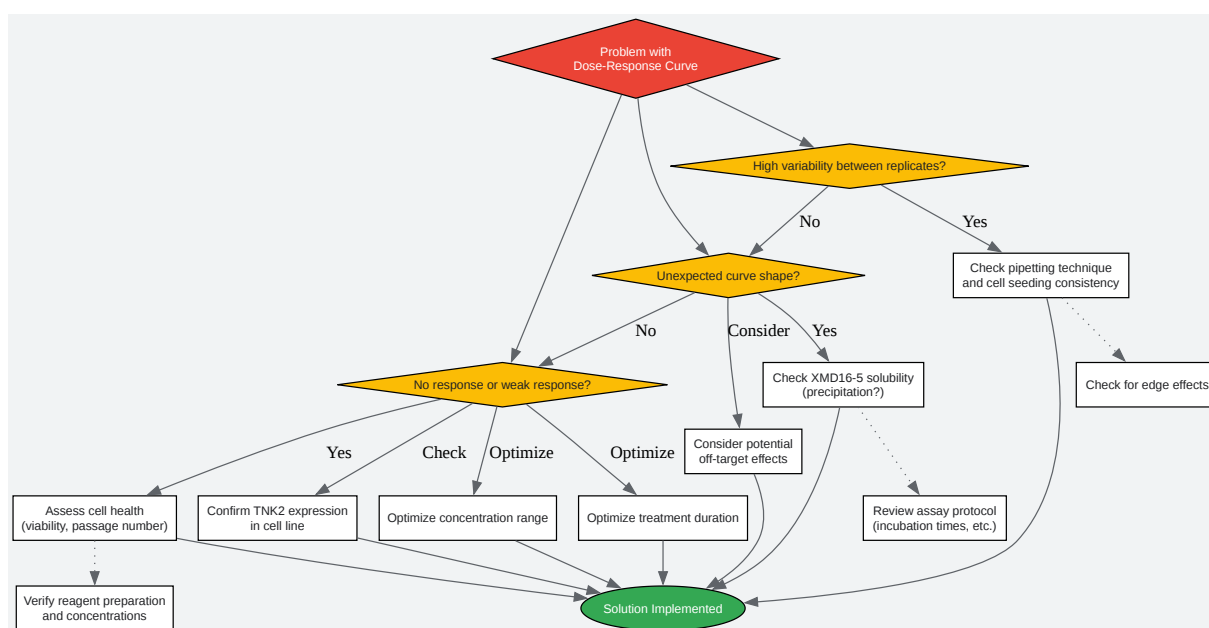 Problem with
Dose-Response Curve
High variability between replicates?
No
Yes
Unexpected curve shape?
Check pipetting technique
and cell seeding consistency
No
Consider
Yes
No response or weak response?
Check XMD16-5 solubility
(precipitation?)
Check for edge effects
Yes
Check
Optimize
Optimize
Consider potential
off-target effects
Assess cell health
(viability, passage number)
Confirm TNK2 expression
in cell line
Optimize concentration range
Optimize treatment duration
Review assay protocol
(incubation times, etc.)
Verify reagent preparation
and concentrations
Solution Implemented